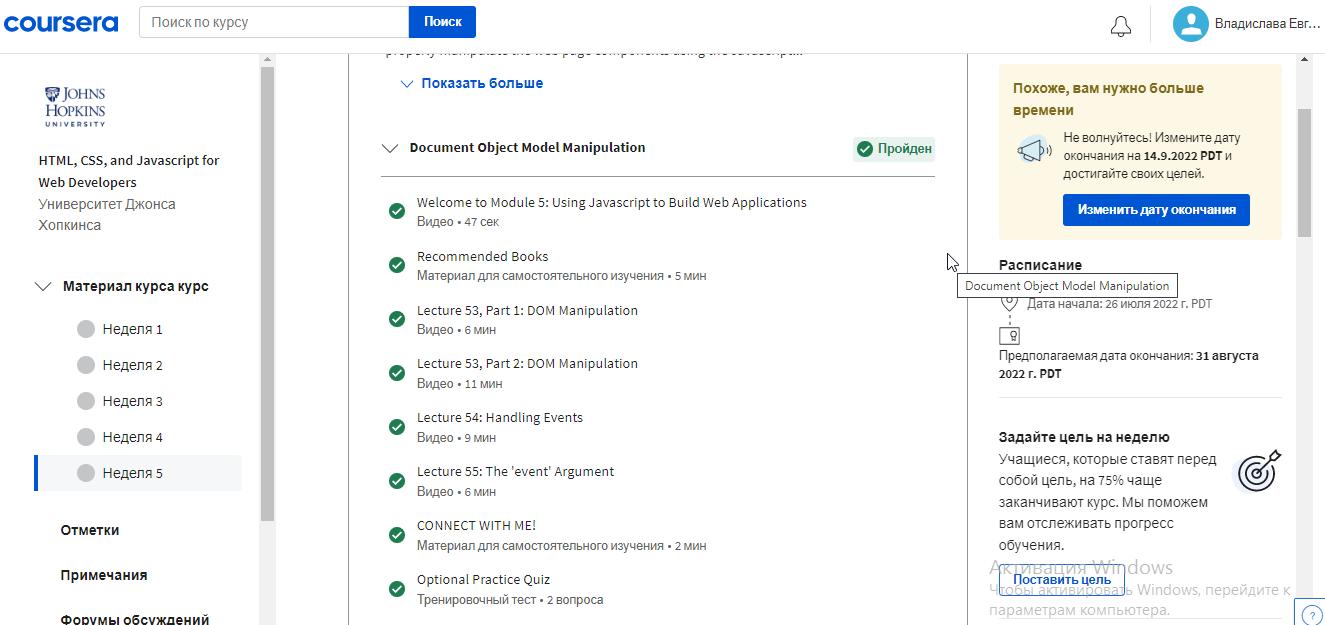 coursera
Поиск по курсу
Поиск
Владислава Евг...
JOHNS
HOPKINS
UNIVERSITY
HTML, CSS, and Javascript for
Web Developers
Университет Джонса
Хопкинса
Материал курса курс
Неделя 1
Неделя 2
Неделя 3
Неделя 4
Неделя 5
Отметки
Примечания
Форумы обсуждений
properly manipulate the web page components using the Javascript...
Показать больше
Document Object Model Manipulation
Пройден
Welcome to Module 5: Using Javascript to Build Web Applications
Видео • 47 сек
Recommended Books
Материал для самостоятельного изучения • 5 мин
Lecture 53, Part 1: DOM Manipulation
Видео • 6 мин
Lecture 53, Part 2: DOM Manipulation
Видео • 11 мин
Lecture 54: Handling Events
Видео • 9 мин
Lecture 55: The 'event' Argument
Видео • 6 мин
CONNECT WITH ME!
Материал для самостоятельного изучения • 2 мин
Optional Practice Quiz
Тренировочный тест • 2 вопроса
Похоже, вам нужно больше
времени
Не волнуйтесь! Измените дату
окончания на 14.9.2022 PDT и
достигайте своих целей.
Изменить дату окончания
Расписание
Document Object Model Manipulation
Дата начала: 26 июля 2022 г. PDT
Предполагаемая дата окончания: 31 августа
2022 г. PDT
Задайте цель на неделю
Учащиеся, которые ставят перед
собой цель, на 75% чаще
заканчивают курс. Мы поможем
вам отслеживать прогресс
обучения.
Активация Windows
Поставить цель
Чтобы активировать Windows, перейдите к
параметрам компьютера.
?